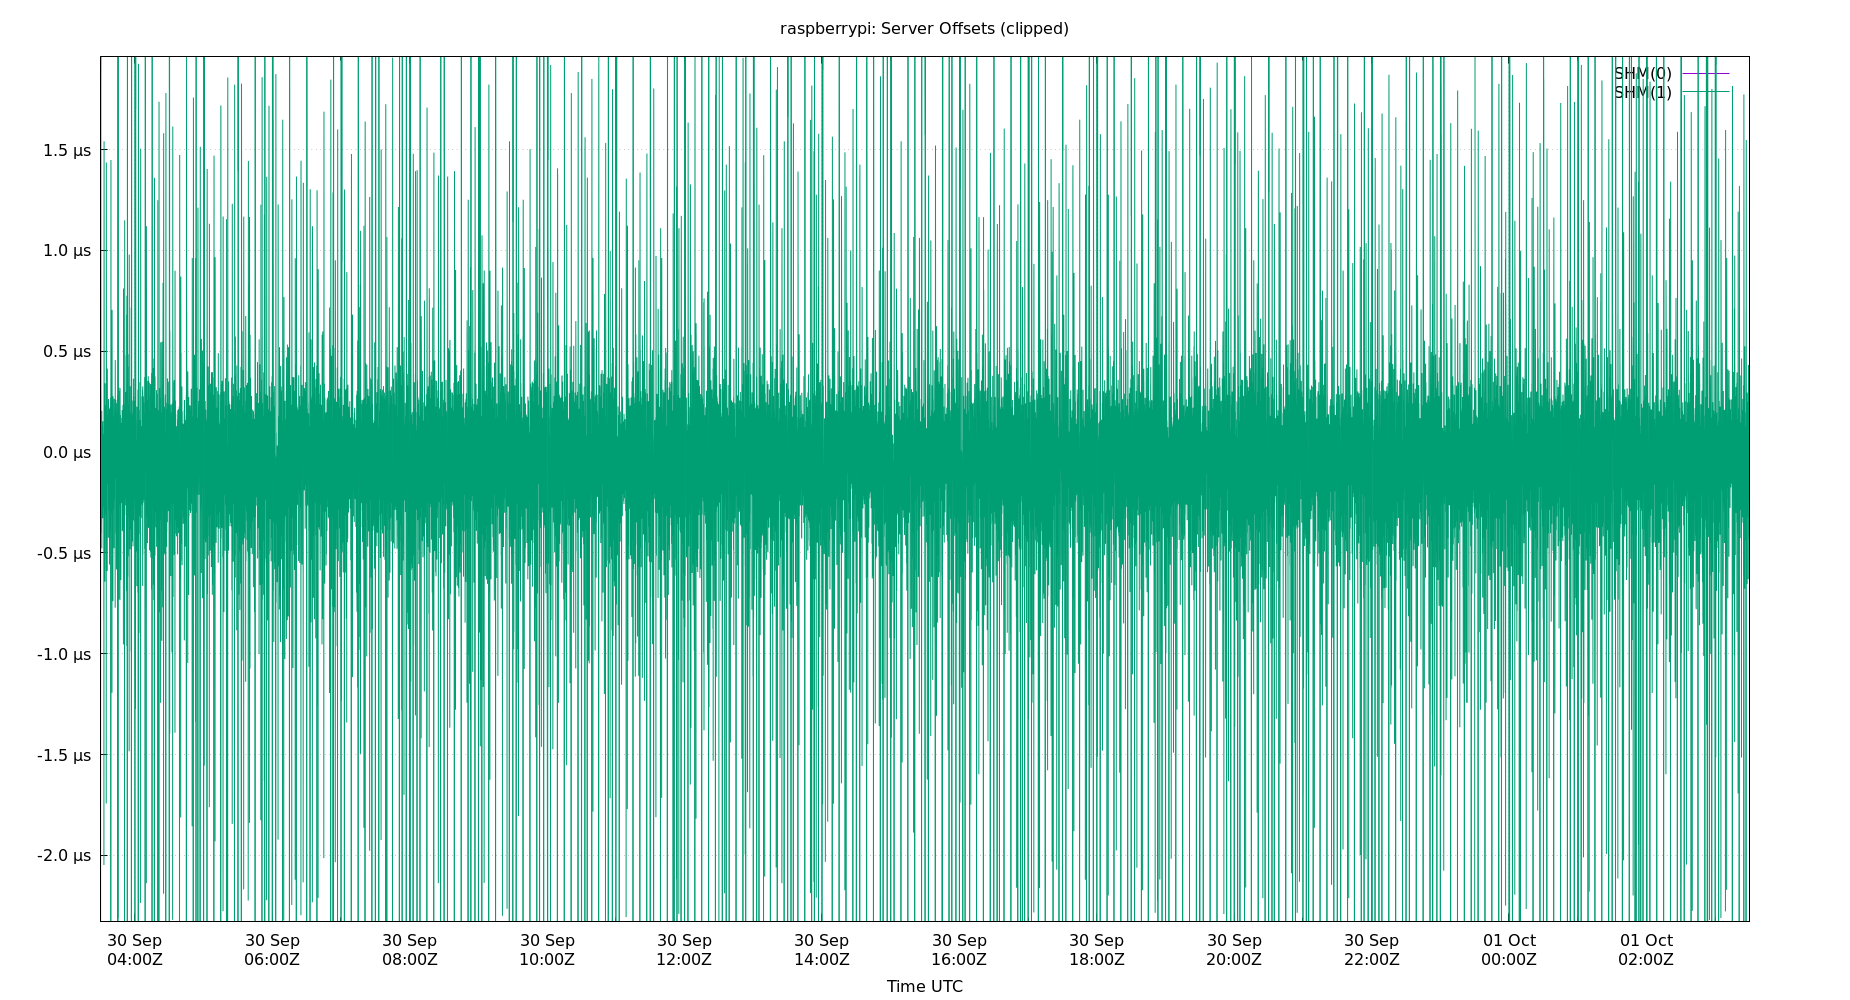 raspberrypi: Server Offsets (clipped)
SHM(0)
SHM(1)
1.5 µs
1.0 µs
0.5 µs
0.0 µs
-0.5 µs
-1.0 µs
-1.5 µs
-2.0 µs
30 Sep 30 Sep 30 Sep 30 Sep 30 Sep 30 Sep 30 Sep 30 Sep 30 Sep 30 Sep 01 Oct 01 Oct
04:00Z 06:00Z 08:00Z 10:00Z 12:00Z 14:00Z 16:00Z 18:00Z 20:00Z 22:00Z 00:00Z 02:00Z
Time UTC